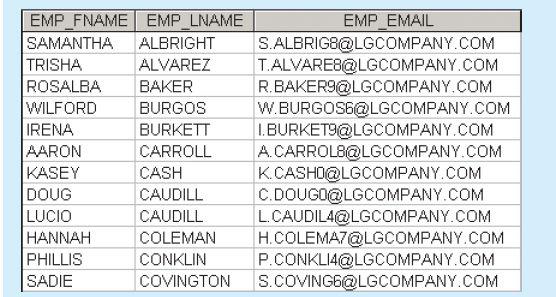 EMP_FNAME EMP_LNAME EMP_EMAIL
SAMANTHA ALBRIGHT S.ALBRIG8@LGCOMPANY.COM
TRISHA ALVAREZ T.ALVARE8@LGCOMPANY.COM
ROSALBA BAKER R.BAKER9@LGCOMPANY.COM
WILFORD BURGOS W.BURGOS6@LGCOMPANY.COM
IRENA BURKETT I.BURKET9@LGCOMPANY.COM
AARON CARROLL A.CARROL8@LGCOMPANY.COM
KASEY CASH K.CASH0@LGCOMPANY.COM
DOUG CAUDILL C.DOUG0@LGCOMPANY.COM
LUCIO CAUDILL L.CAUDIL4@LGCOMPANY.COM
HANNAH COLEMAN H.COLEMA7@LGCOMPANY.COM
PHILLIS CONKLIN P.CONKLI4@LGCOMPANY.COM
SADIE COVINGTON S.COVING6@LGCOMPANY.COM